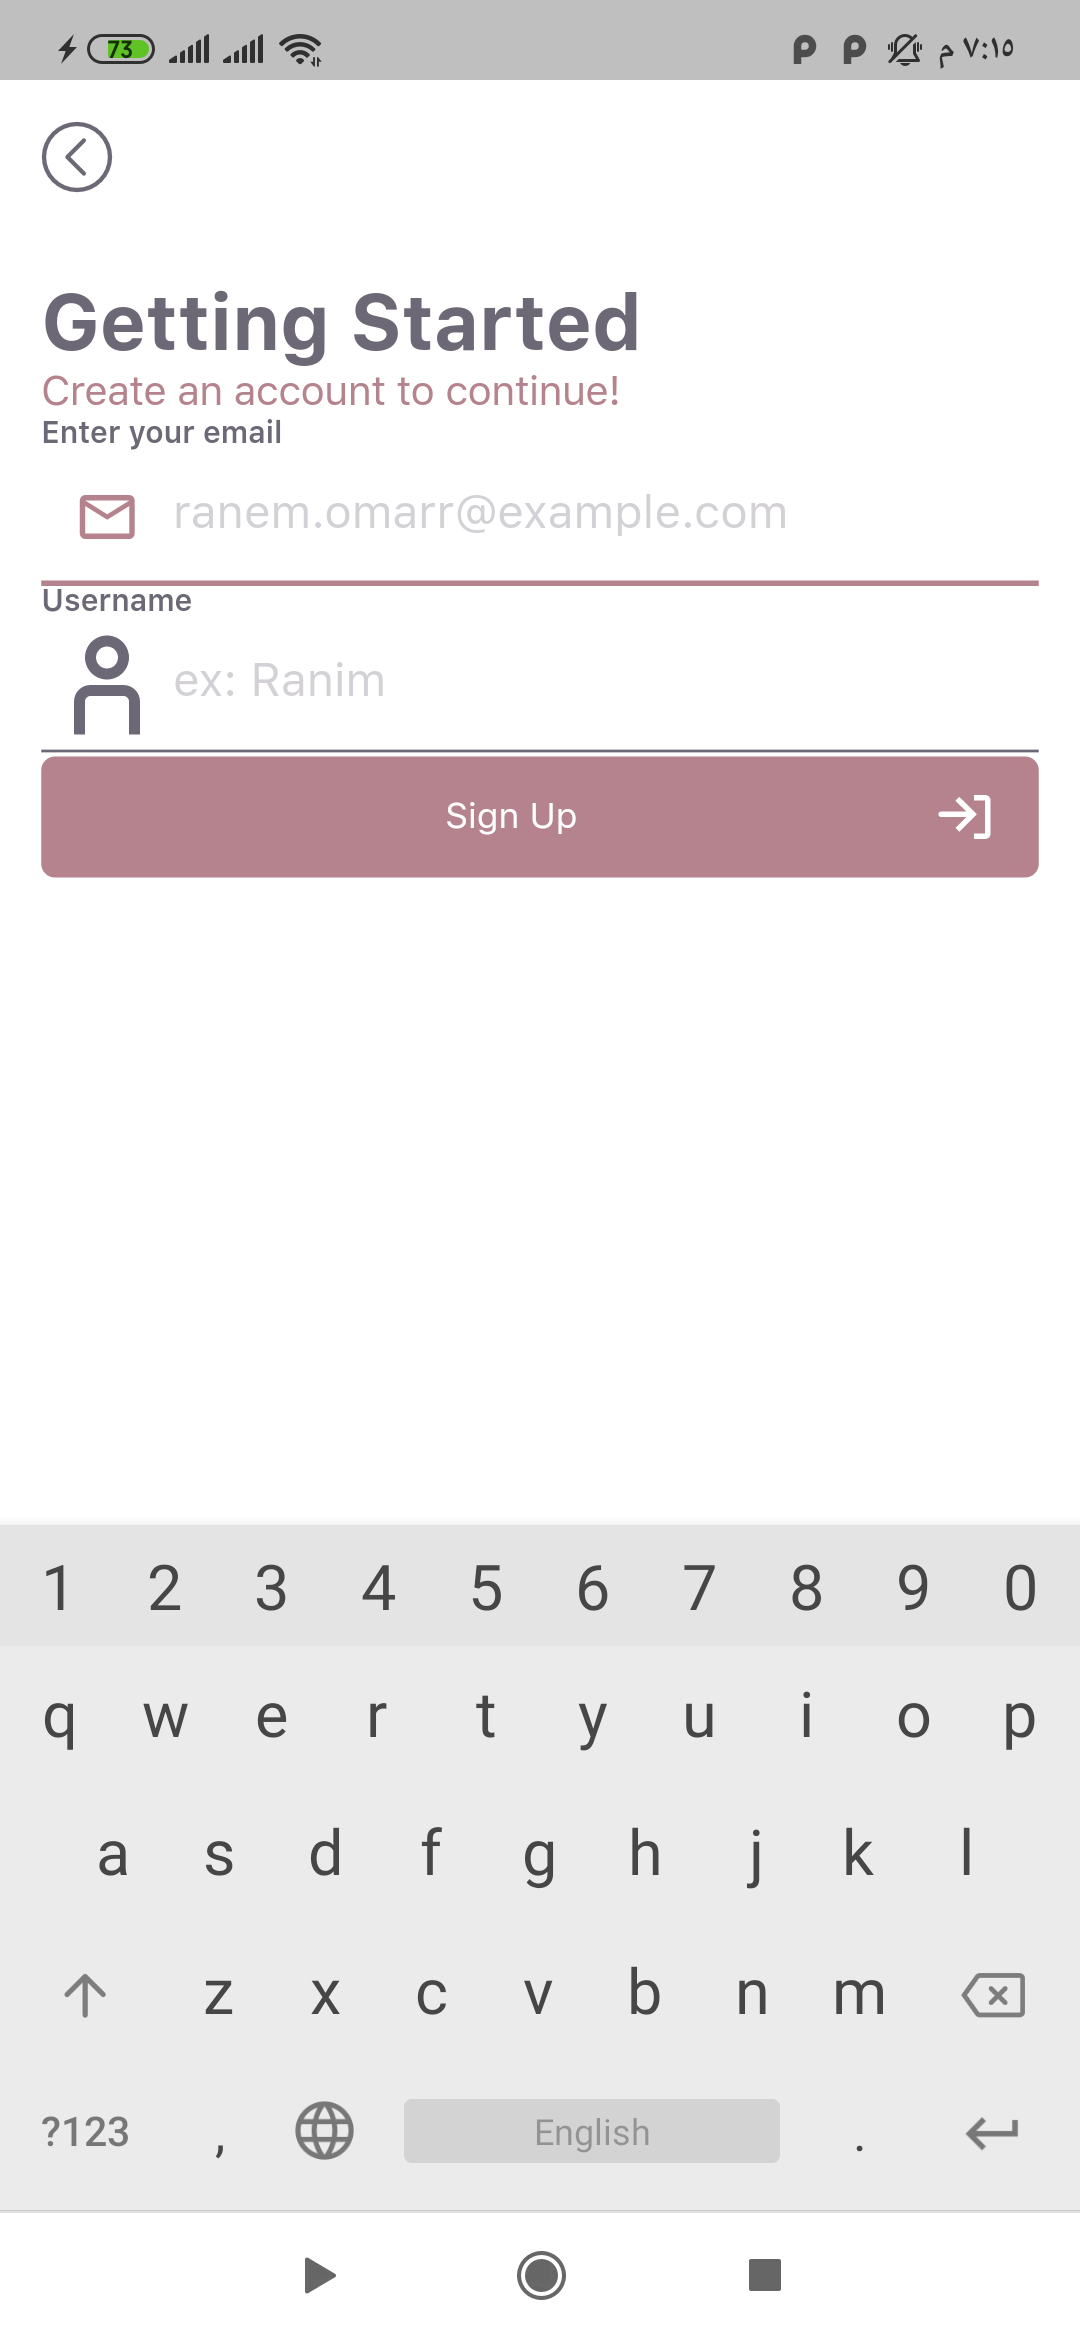 73 م ٧:١٥
Getting Started
Create an account to continue!
Enter your email
ranem.omarr@example.com
Username
ex: Ranim
Sign Up
1 2 3 4 5 6 7 8 9 0
q w e r t y u i o p
a s d f g h j k l
z x c v b n m
?123 , English .